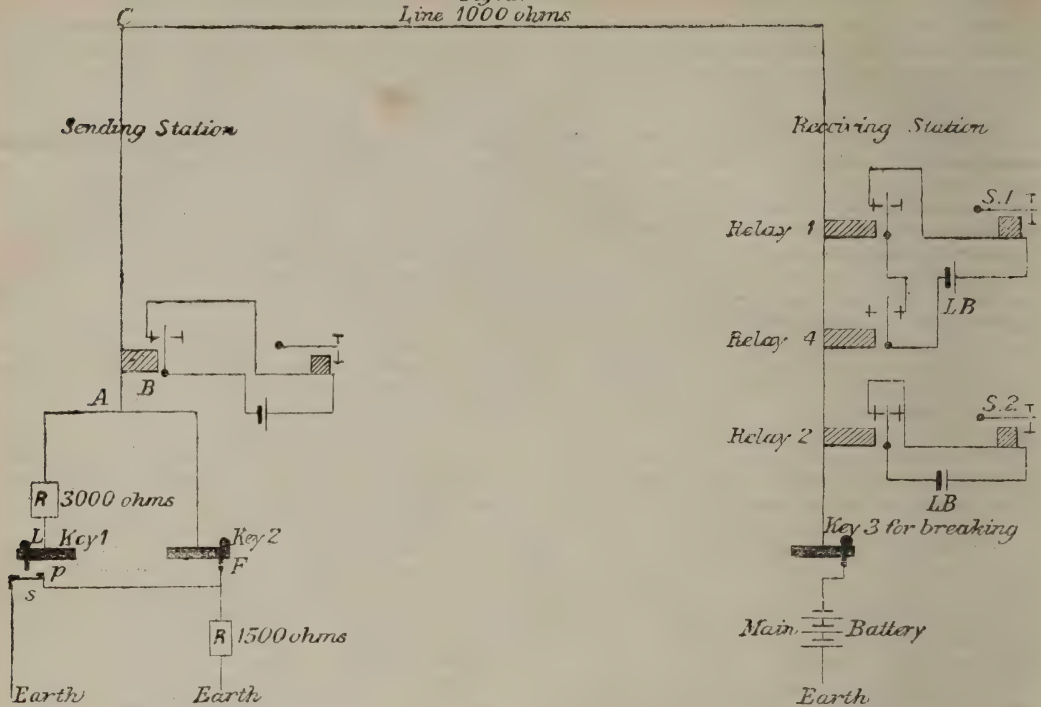 Line 1000 ohms
C
Sending Station
Receiving Station
S.1
Relay 1
LB
Relay 4
B
A
S.2
Relay 2
LB
R 3000 ohms
L Key 1
Key 2
Key 3 for breaking
F
p
s
R 1500 ohms
Main Battery
Earth
Earth
Earth